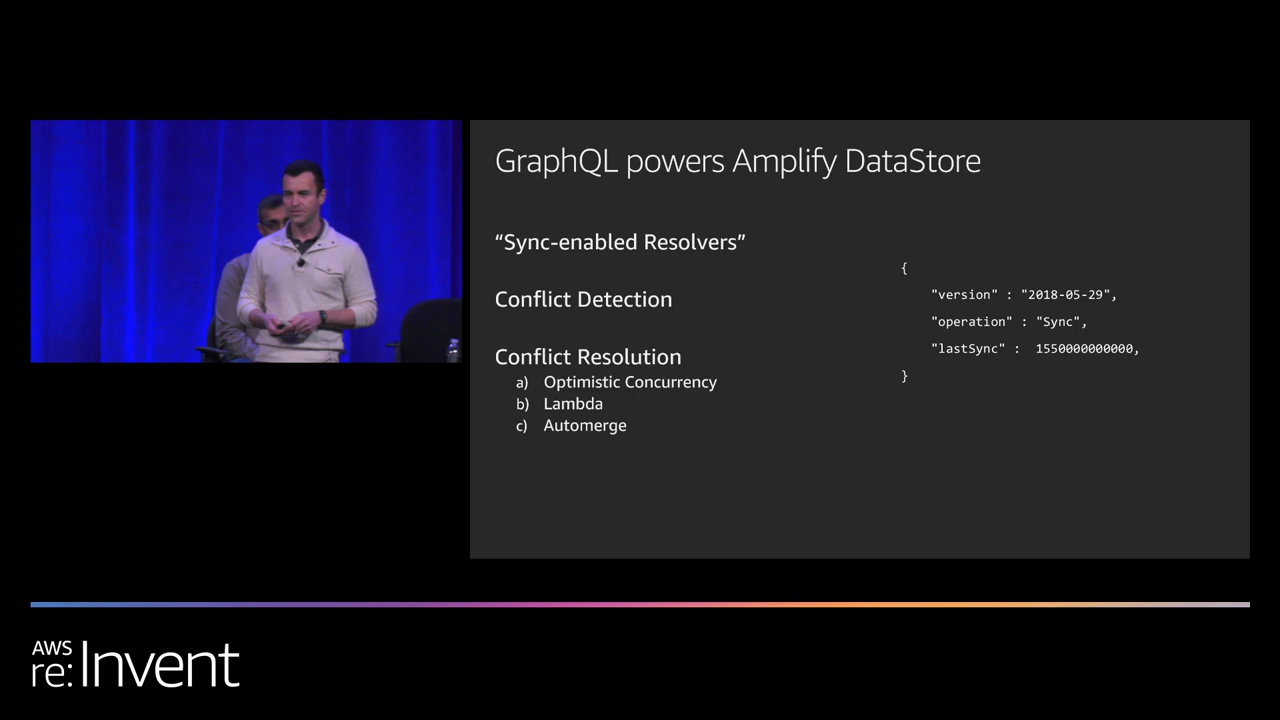 GraphQL powers Amplify DataStore
“Sync-enabled Resolvers”
Conflict Detection
Conflict Resolution
a) Optimistic Concurrency
b) Lambda
c) Automerge
{
"version" : "2018-05-29",
"operation" : "Sync",
"lastSync" : 1550000000000,
}
AWS
re:Invent